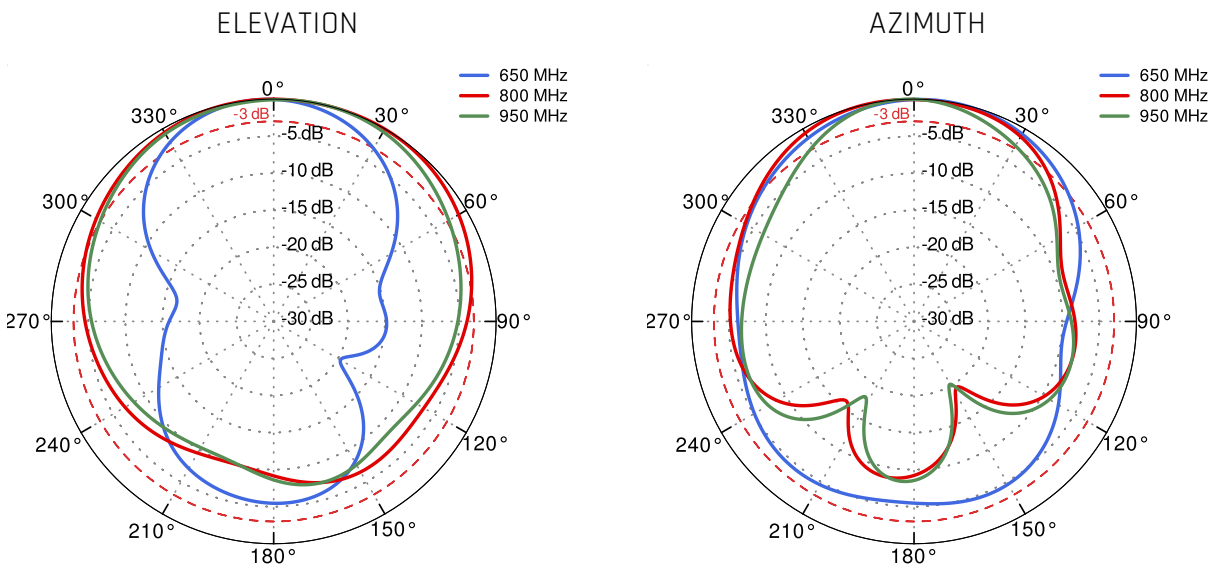 ELEVATION
650 MHz
800 MHz
950 MHz
0°
330°
-3 dB
30°
-5 dB
-10 dB
300°
60°
-15 dB
-20 dB
-25 dB
270°
-30 dB
90°
240°
120°
210°
150°
180°
AZIMUTH
650 MHz
800 MHz
950 MHz
0°
330°
-3 dB
30°
-5 dB
-10 dB
300°
60°
-15 dB
-20 dB
-25 dB
270°
-30 dB
90°
240°
120°
210°
150°
180°